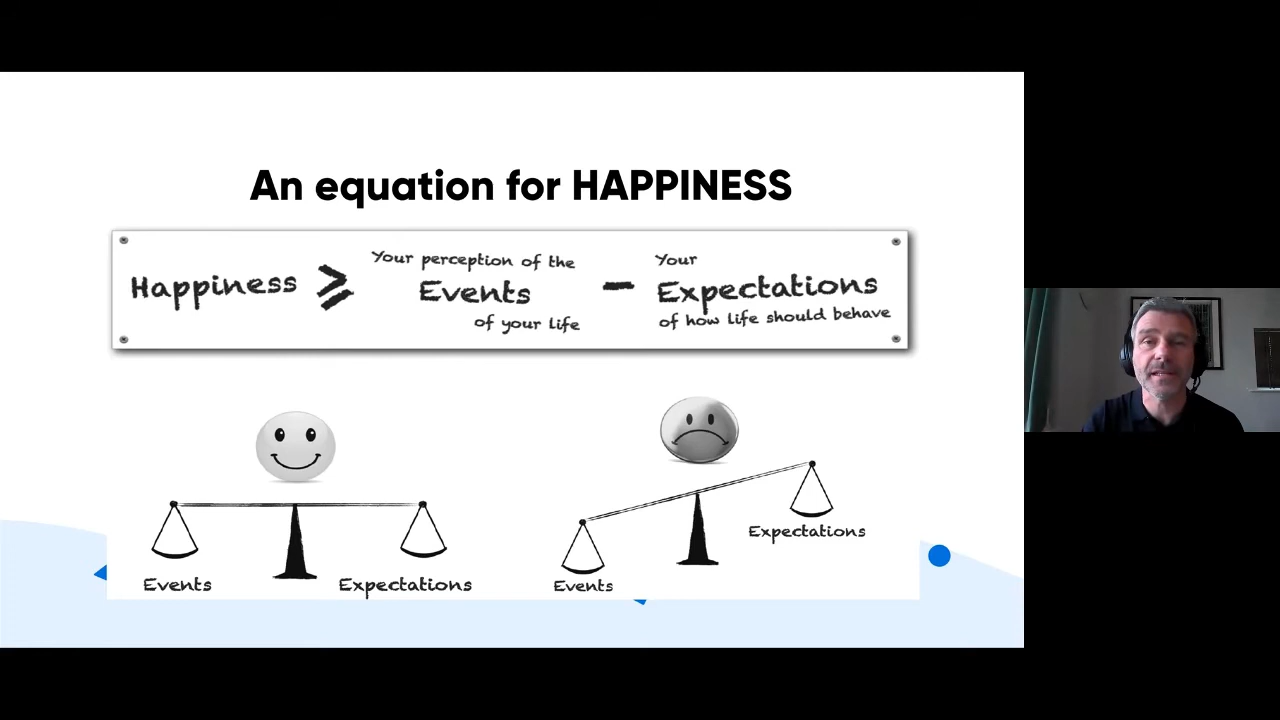 An equation for HAPPINESS
Happiness ≥ Your perception of the Events of your life - Your Expectations of how life should behave
Events
Expectations
Events
Expectations